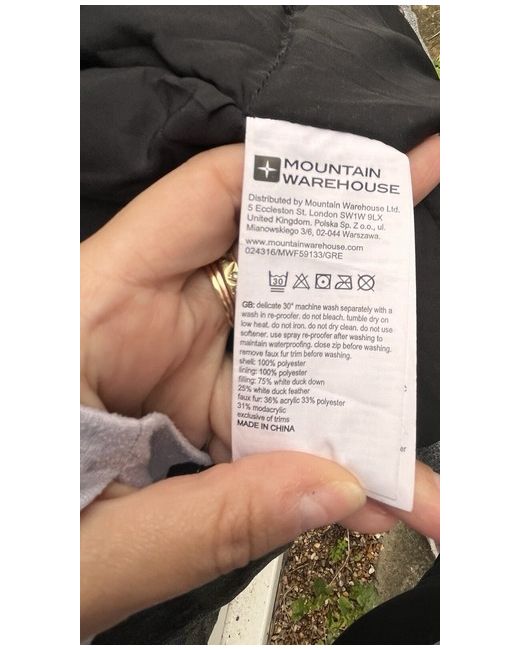 MOUNTAIN
WAREHOUSE
Distributed by Mountain Warehouse Ltd.
5 Eccleston St. London SW1W 9LX
United Kingdom. Polska Sp. Z o.o., ul.
Mianowskiego 3/6, 02-044 Warszawa.
www.mountainwarehouse.com
024316/MWF59133/GRE
30
GB: delicate 30° machine wash separately with a
wash in re-proofer. do not bleach. tumble dry on
low heat. do not iron. do not dry clean. do not use
softener. use spray re-proofer after washing to
maintain waterproofing. close zip before washing.
remove faux fur trim before washing.
shell: 100% polyester
lining: 100% polyester
filling: 75% white duck down
25% white duck feather
faux fur: 36% acrylic 33% polyester
31% modacrylic
exclusive of trims
MADE IN CHINA